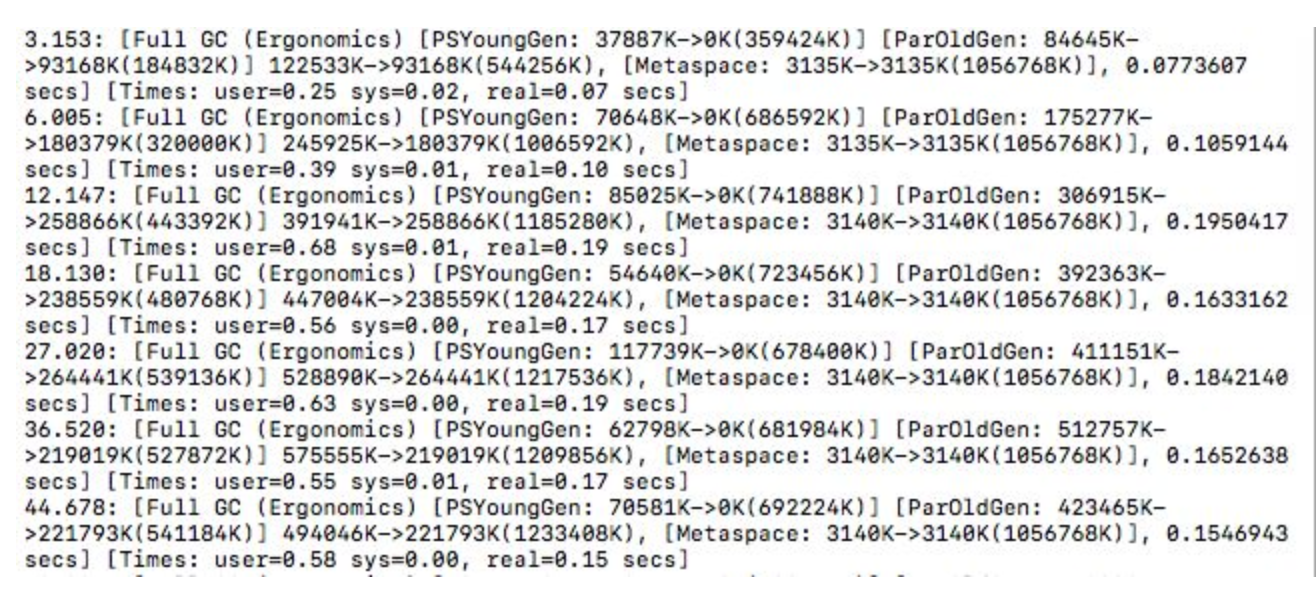 3.153: [Full GC (Ergonomics) [PSYoungGen: 37887K->0K(359424K)] [ParOldGen: 84645K-
>93168K(184832K)] 122533K->93168K(544256K), [Metaspace: 3135K->3135K(1056768K)], 0.0773607
secs] [Times: user=0.25 sys=0.02, real=0.07 secs]
6.005: [Full GC (Ergonomics) [PSYoungGen: 70648K->0K(686592K)] [ParOldGen: 175277K-
>180379K(320000K)] 245925K->180379K(1006592K), [Metaspace: 3135K->3135K(1056768K)], 0.1059144
secs] [Times: user=0.39 sys=0.01, real=0.10 secs]
12.147: [Full GC (Ergonomics) [PSYoungGen: 85025K->0K(741888K)] [ParOldGen: 306915K-
>258866K(443392K)] 391941K->258866K(1185280K), [Metaspace: 3140K->3140K(1056768K)], 0.1950417
secs] [Times: user=0.68 sys=0.01, real=0.19 secs]
18.130: [Full GC (Ergonomics) [PSYoungGen: 54640K->0K(723456K)] [ParOldGen: 392363K-
>238559K(480768K)] 447004K->238559K(1204224K), [Metaspace: 3140K->3140K(1056768K)], 0.1633162
secs] [Times: user=0.56 sys=0.00, real=0.17 secs]
27.020: [Full GC (Ergonomics) [PSYoungGen: 117739K->0K(678400K)] [ParOldGen: 411151K-
>264441K(539136K)] 528890K->264441K(1217536K), [Metaspace: 3140K->3140K(1056768K)], 0.1842140
secs] [Times: user=0.63 sys=0.00, real=0.19 secs]
36.520: [Full GC (Ergonomics) [PSYoungGen: 62798K->0K(681984K)] [ParOldGen: 512757K-
>219019K(527872K)] 575555K->219019K(1209856K), [Metaspace: 3140K->3140K(1056768K)], 0.1652638
secs] [Times: user=0.55 sys=0.01, real=0.17 secs]
44.678: [Full GC (Ergonomics) [PSYoungGen: 70581K->0K(692224K)] [ParOldGen: 423465K-
>221793K(541184K)] 494046K->221793K(1233408K), [Metaspace: 3140K->3140K(1056768K)], 0.1546943
secs] [Times: user=0.58 sys=0.00, real=0.15 secs]